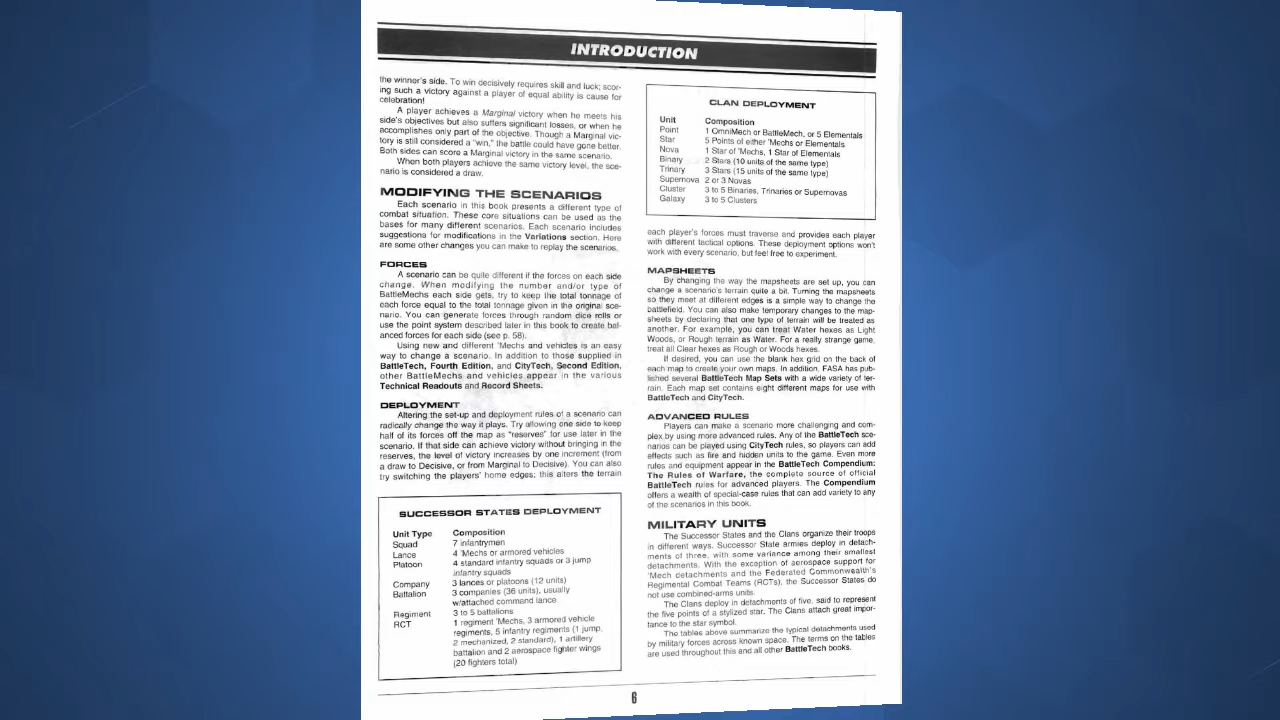 INTRODUCTION
the winner's side. To win decisively requires skill and luck; scor-
ing such a victory against a player of equal ability is cause for
celebration!
A player achieves a Marginal victory when he meets his
side's objectives but also suffers significant losses, or when he
accomplishes only part of the objective. Though a Marginal vic-
tory is still considered a "win," the battle could have gone better.
Both sides can score a Marginal victory in the same scenario.
When both players achieve the same victory level, the sce-
nario is considered a draw.
MODIFYING THE SCENARIOS
Each scenario in this book presents a different type of
combat situation. These core situations can be used as the
bases for many different scenarios. Each scenario includes
suggestions for modifications in the Variations section. Here
are some other changes you can make to replay the scenarios.
FORCES
A scenario can be quite different if the forces on each side
change. When modifying the number and/or type of
BattleMechs each side gets, try to keep the total tonnage of
each force equal to the total tonnage given in the original sce-
nario. You can generate forces through random dice rolls or
use the point system described later in this book to create bal-
anced forces for each side (see p. 58).
Using new and different 'Mechs and vehicles is an easy
way to change a scenario. In addition to those supplied in
BattleTech, Fourth Edition, and CityTech, Second Edition,
other BattleMechs and vehicles appear in the various
Technical Readouts and Record Sheets.
DEPLOYMENT
Altering the set-up and deployment rules of a scenario can
radically change the way it plays. Try allowing one side to keep
half of its forces off the map as "reserves" for use later in the
scenario. If that side can achieve victory without bringing in the
reserves, the level of victory increases by one increment (from
a draw to Decisive, or from Marginal to Decisive). You can also
try switching the players' home edges; this alters the terrain
SUCCESSOR STATES DEPLOYMENT
Unit Type Composition
Squad 7 infantrymen
Lance 4 'Mechs or armored vehicles
Platoon 4 standard infantry squads or 3 jump
infantry squads
Company 3 lances or platoons (12 units)
Battalion 3 companies (36 units), usually
w/attached command lance
Regiment 3 to 5 battalions
RCT 1 regiment 'Mechs, 3 armored vehicle
regiments, 5 infantry regiments (1 jump,
2 mechanized, 2 standard), 1 artillery
battalion and 2 aerospace fighter wings
(20 fighters total)
CLAN DEPLOYMENT
Unit Composition
Point 1 OmniMech or BattleMech, or 5 Elementals
Star 5 Points of either 'Mechs or Elementals
Nova 1 Star of 'Mechs, 1 Star of Elementals
Binary 2 Stars (10 units of the same type)
Trinary 3 Stars (15 units of the same type)
Supernova 2 or 3 Novas
Cluster 3 to 5 Binaries, Trinaries or Supernovas
Galaxy 3 to 5 Clusters
each player's forces must traverse and provides each player
with different tactical options. These deployment options won't
work with every scenario, but feel free to experiment.
MAPSHEETS
By changing the way the mapsheets are set up, you can
change a scenario's terrain quite a bit. Turning the mapsheets
so they meet at different edges is a simple way to change the
battlefield. You can also make temporary changes to the map-
sheets by declaring that one type of terrain will be treated as
another. For example, you can treat Water hexes as Light
Woods, or Rough terrain as Water. For a really strange game,
treat all Clear hexes as Rough or Woods hexes.
If desired, you can use the blank hex grid on the back of
each map to create your own maps. In addition, FASA has pub-
lished several BattleTech Map Sets with a wide variety of ter-
rain. Each map set contains eight different maps for use with
BattleTech and CityTech.
ADVANCED RULES
Players can make a scenario more challenging and com-
plex by using more advanced rules. Any of the BattleTech sce-
narios can be played using CityTech rules, so players can add
effects such as fire and hidden units to the game. Even more
rules and equipment appear in the BattleTech Compendium:
The Rules of Warfare, the complete source of official
BattleTech rules for advanced players. The Compendium
offers a wealth of special-case rules that can add variety to any
of the scenarios in this book.
MILITARY UNITS
The Successor States and the Clans organize their troops
in different ways. Successor State armies deploy in detach-
ments of three, with some variance among their smallest
detachments. With the exception of aerospace support for
'Mech detachments and the Federated Commonwealth's
Regimental Combat Teams (RCTs), the Successor States do
not use combined-arms units.
The Clans deploy in detachments of five, said to represent
the five points of a stylized star. The Clans attach great impor-
tance to the star symbol.
The tables above summarize the typical detachments used
by military forces across known space. The terms on the tables
are used throughout this and all other BattleTech books.
6